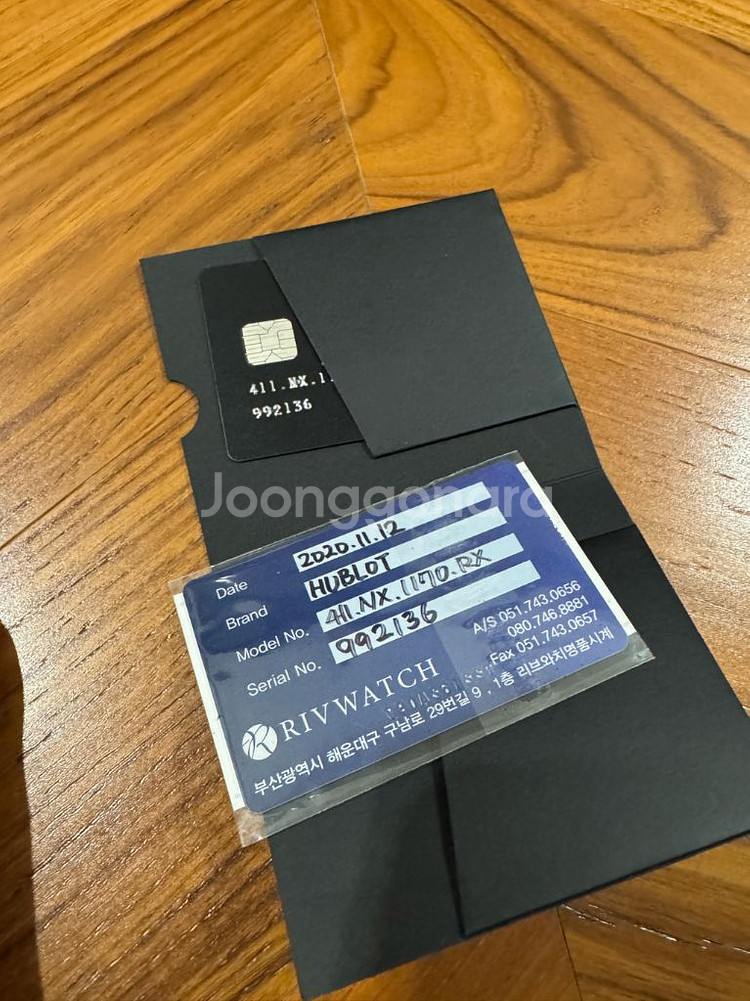 411.NX.11
992136
Joonggonara
Date 2020.11.12
Brand HUBLOT
Model No. 411.NX.1170.RX
Serial No. 992136
A/S 051.743.0656
080.746.8881
Fax 051.743.0657
RIVWATCH
부산광역시 해운대구 구남로 29번길 9, 1층 리브와치명품시계